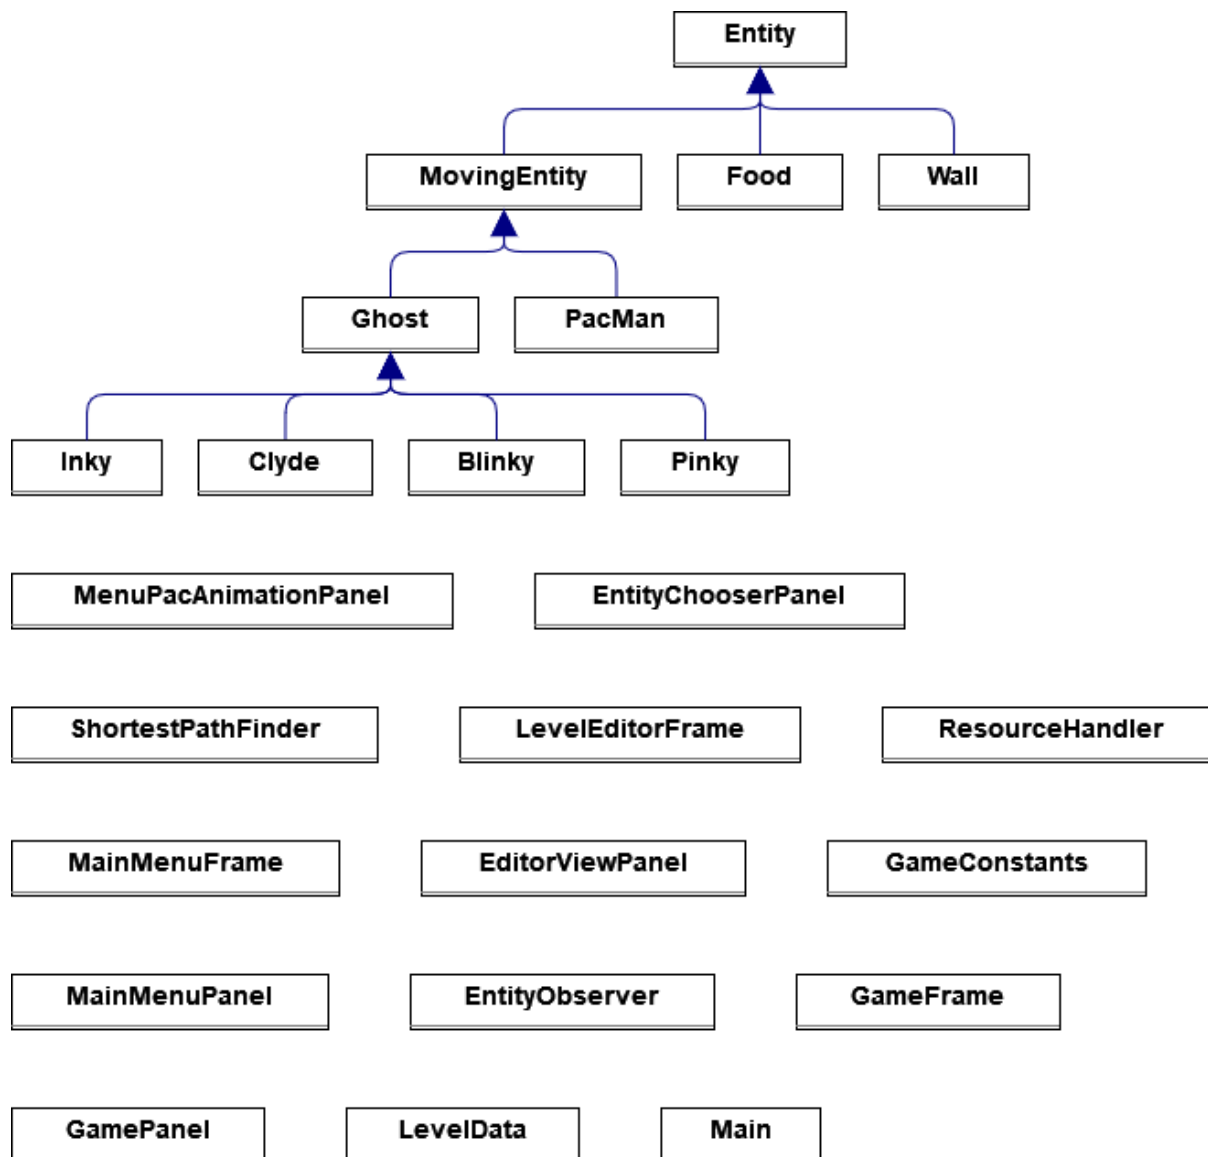 Entity
MovingEntity Food Wall
Ghost PacMan
Inky Clyde Blinky Pinky
MenuPacAnimationPanel EntityChooserPanel
ShortestPathFinder LevelEditorFrame ResourceHandler
MainMenuFrame EditorViewPanel GameConstants
MainMenuPanel EntityObserver GameFrame
GamePanel LevelData Main